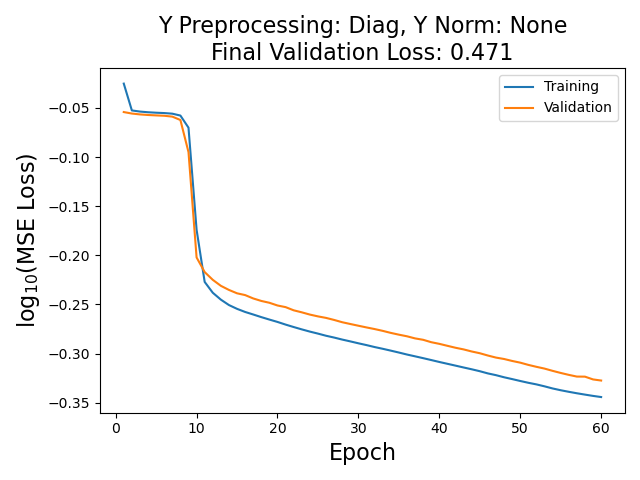 Y Preprocessing: Diag, Y Norm: None
Final Validation Loss: 0.471
Training
Validation
−0.05
−0.10
−0.15
−0.20
−0.25
−0.30
−0.35
log₁₀(MSE Loss)
0
10
20
30
40
50
60
Epoch